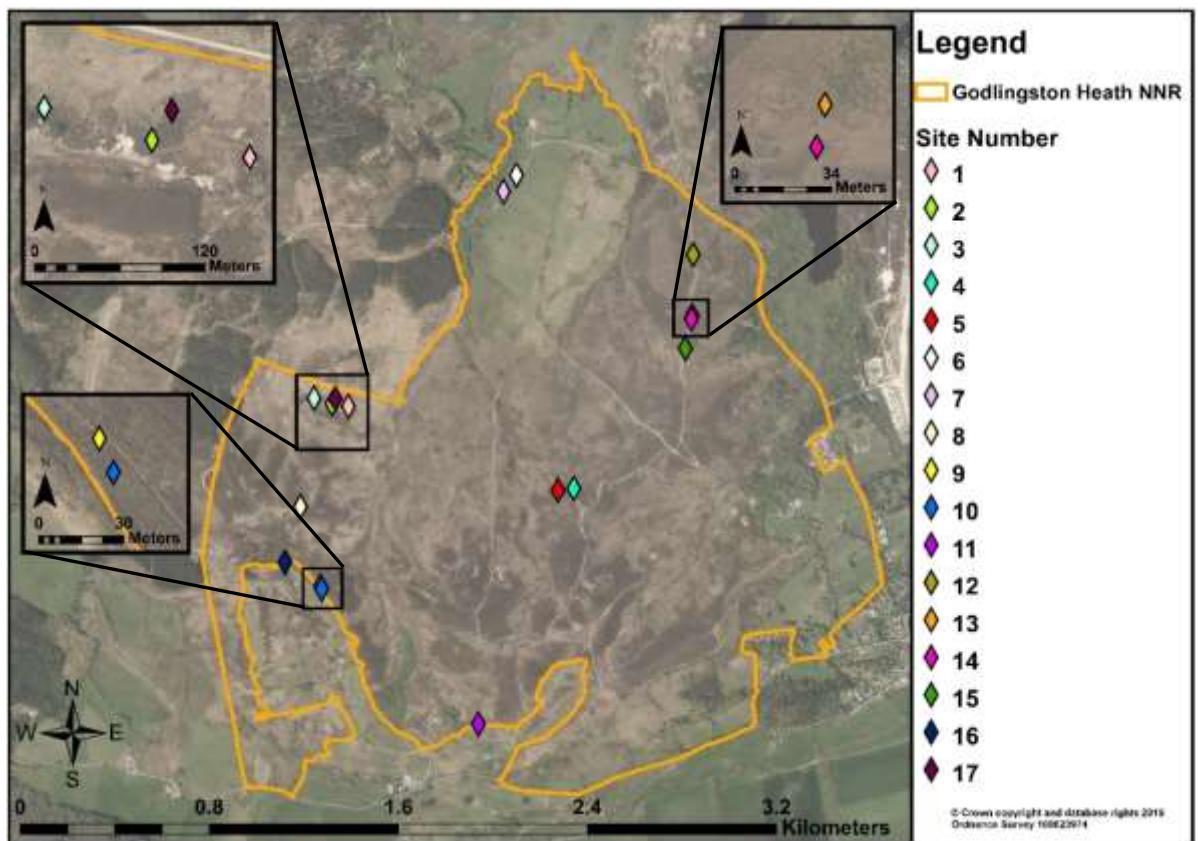 N
0 120
Meters
N
0 34
Meters
N
0 30
Meters
N
W E
S
0 0.8 1.6 2.4 3.2
Kilometers
Legend
Godlingston Heath NNR
Site Number
1
2
3
4
5
6
7
8
9
10
11
12
13
14
15
16
17
© Crown copyright and database rights 2015
Ordnance Survey